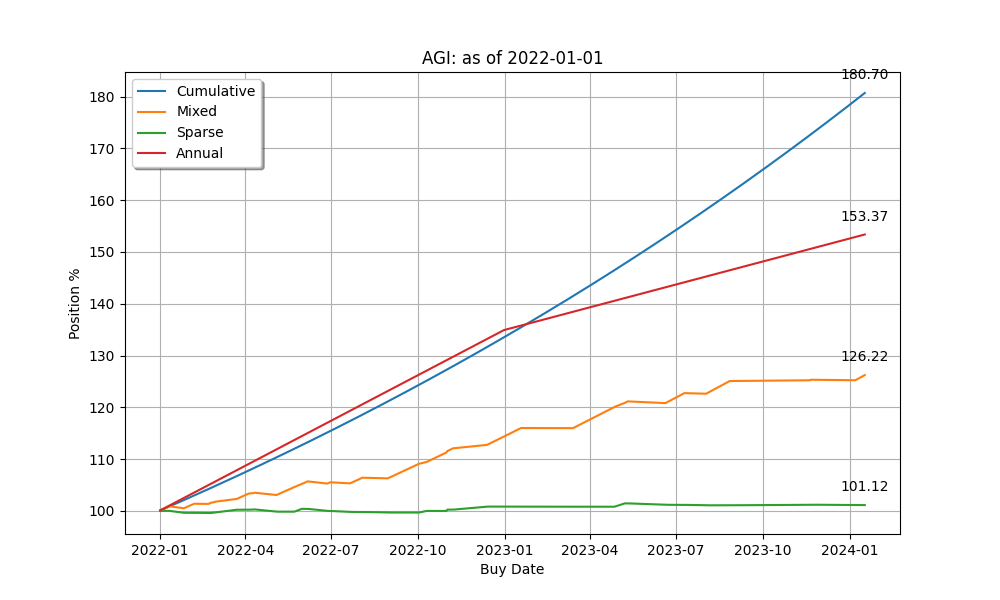 AGI: as of 2022-01-01
180.70
Cumulative
Mixed
Sparse
Annual
153.37
126.22
101.12
180
170
160
150
140
130
120
110
100
Position %
2022-01 2022-04 2022-07 2022-10 2023-01 2023-04 2023-07 2023-10 2024-01
Buy Date